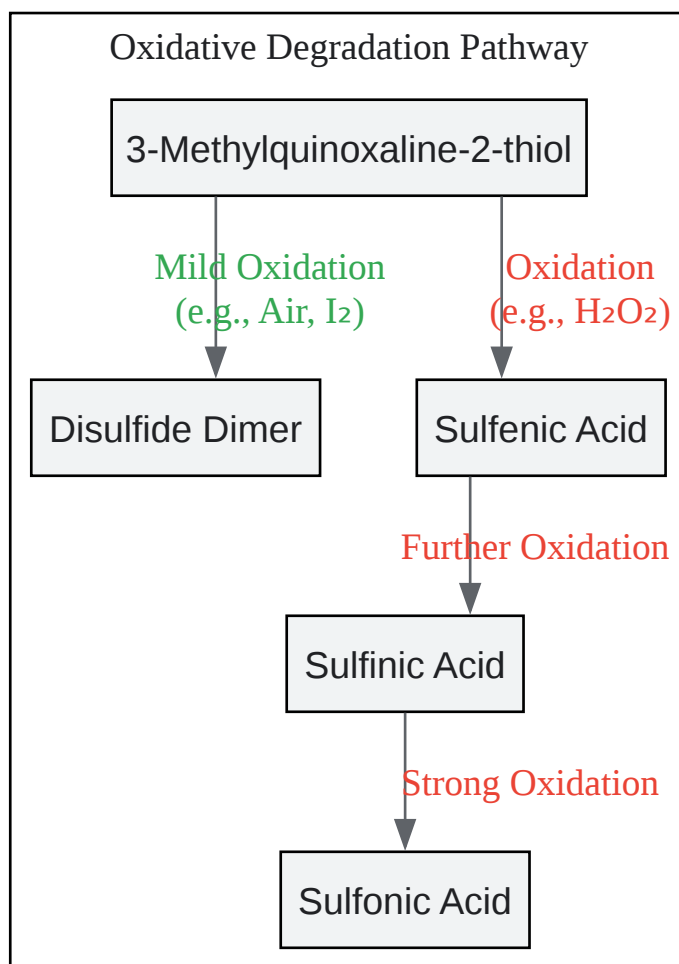 Oxidative Degradation Pathway
3-Methylquinoxaline-2-thiol
Mild Oxidation
(e.g., Air, I₂)
Oxidation
(e.g., H₂O₂)
Disulfide Dimer
Sulfenic Acid
Further Oxidation
Sulfinic Acid
Strong Oxidation
Sulfonic Acid